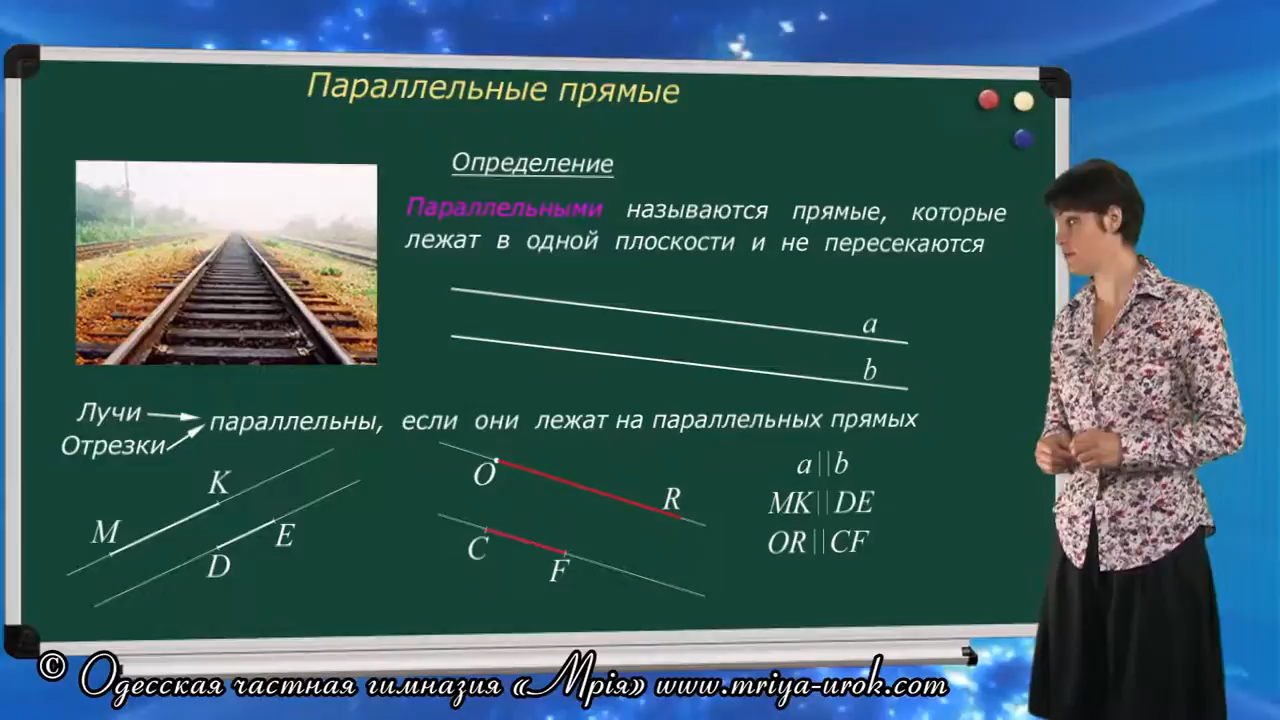 Параллельные прямые
Определение
Параллельными называются прямые, которые
лежат в одной плоскости и не пересекаются
a
b
Лучи
Отрезки
параллельны, если они лежат на параллельных прямых
K
M
E
D
O
R
C
F
a||b
MK||DE
OR||CF
© Одесская частная гимназия «Мрія» www.mriya-urok.com